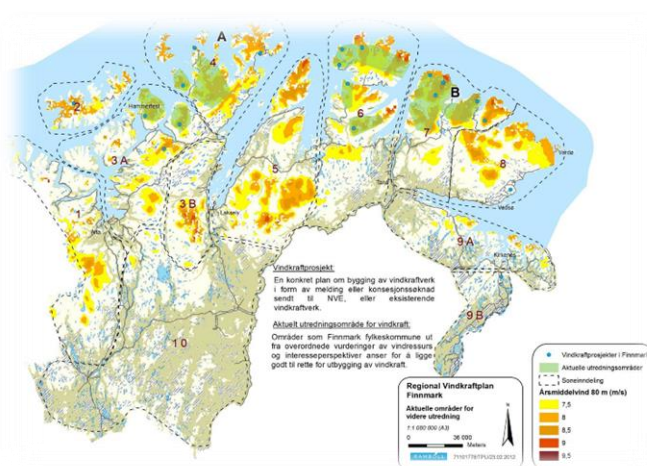 A
4
2
Hammerfest
B
6
7
3 A
8
Vardø
5
3 B
1
Alta
Lakselv
Tana
Vadsø
9 A
Kirkenes
Vindkraftprosjekt:
En konkret plan om bygging av vindkraftverk
i form av melding eller konsesjonssøknad
sendt til NVE, eller eksisterende
vindkraftverk.
Aktuelt utredningsområde for vindkraft:
Områder som Finnmark fylkeskommune ut
fra overordnede vurderinger av vindressurs
og interesseperspektiver anser for å ligge
godt til rette for utbygging av vindkraft.
9 B
10
Regional Vindkraftplan
Finnmark
Aktuelle områder for
videre utredning
1:1 000 000 (A3)
N
0 36 000
Meters
RAMBOLL
Vindkraftprosjekter i Finnmark
Aktuelle utredningsområder
Soneinndeling
Årsmiddelvind 80 m (m/s)
7,5
8
8,5
9
9,5